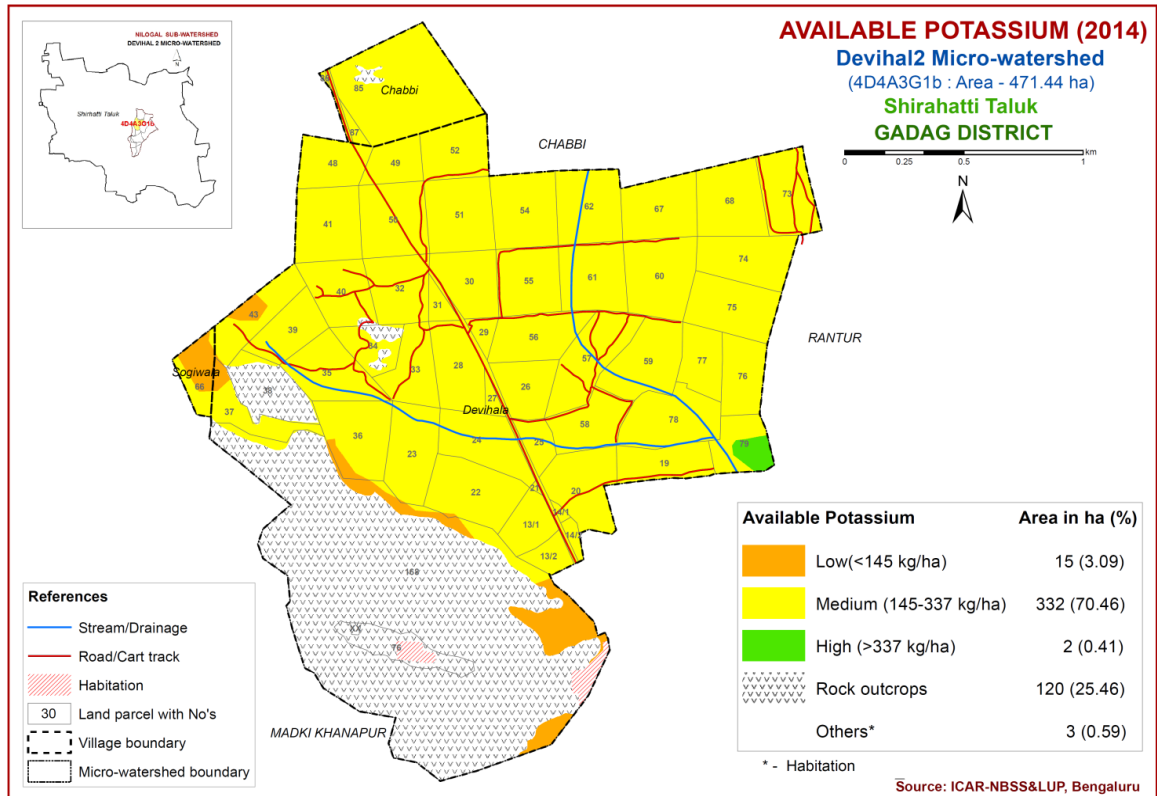 AVAILABLE POTASSIUM (2014)
Devihal2 Micro-watershed
(4D4A3G1b : Area - 471.44 ha)
Shirahatti Taluk
GADAG DISTRICT
0 0.25 0.5 1 km
N
NILOGAL SUB-WATERSHED
DEVIHAL 2 MICRO-WATERSHED
N
Shirhatti Taluk
4D4A3G1b
85
Chabbi
87
CHABBI
48 49 52
41 50 51 54 62 67 68 73
40 32 30 55 61 60 74
43 39 31 75
29 56
RANTUR
Sogiwala
66
35 33 28 57 59 77 76
38 27 26
37 Devihala
36 58 78
23 24 25 79
22 19
21 20
13/1 14/1
13/2
168
XX
76
MADKI KHANAPUR
Available Potassium Area in ha (%)
Low(<145 kg/ha) 15 (3.09)
Medium (145-337 kg/ha) 332 (70.46)
High (>337 kg/ha) 2 (0.41)
Rock outcrops 120 (25.46)
Others* 3 (0.59)
* - Habitation
Source: ICAR-NBSS&LUP, Bengaluru
References
Stream/Drainage
Road/Cart track
Habitation
30 Land parcel with No's
Village boundary
Micro-watershed boundary